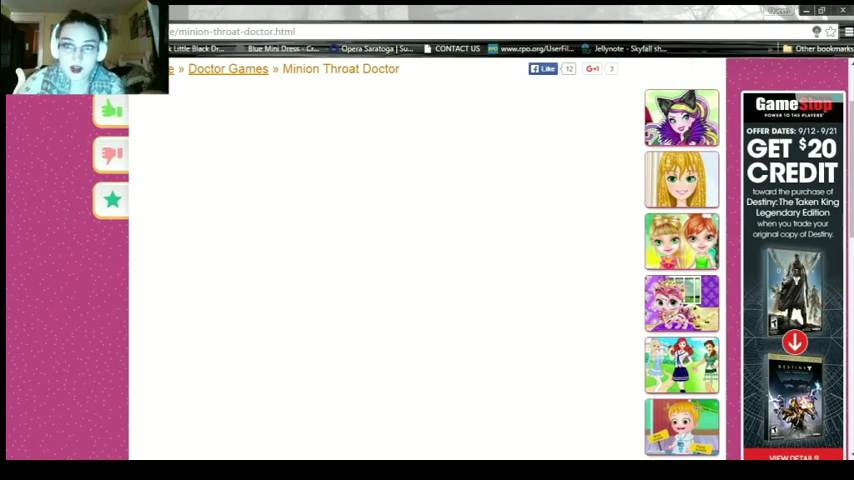 e/minion-throat-doctor.html
k Little Black Dr...
Blue Mini Dress - Cr...
Opera Saratoga | Su...
CONTACT US
www.rpo.org/UserFil...
Jellynote - Skyfall sh...
»
Other bookmarks
e » Doctor Games » Minion Throat Doctor
Like
12
G+1
3
GameStop
POWER TO THE PLAYERS
OFFER DATES: 9/12 - 9/21
GET $20
CREDIT
toward the purchase of
Destiny: The Taken King
Legendary Edition
when you trade your
original copy of Destiny.
DESTINY
VIEW DETAILS